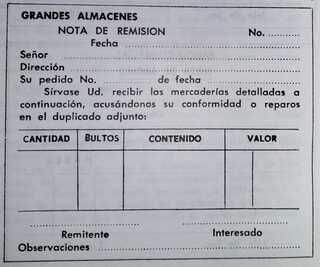 GRANDES ALMACENES
NOTA DE REMISION No. ............
Fecha ..................................................
Señor ..................................................................
Dirección ..............................................................
Su pedido No. .............. de fecha ............................
Sírvase Ud. recibir las mercaderías detalladas a
continuación, acusándonos su conformidad o reparos
en el duplicado adjunto:
CANTIDAD BULTOS CONTENIDO VALOR
............................ ............................
Remitente Interesado
Observaciones ......................................................